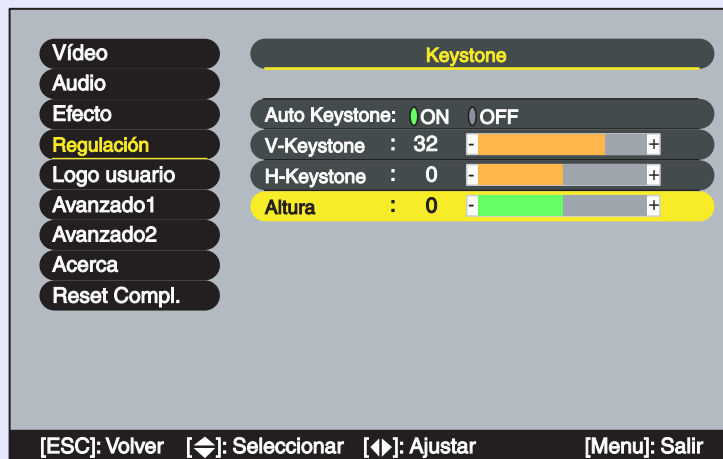 Vídeo
Audio
Efecto
Regulación
Logo usuario
Avanzado1
Avanzado2
Acerca
Reset Compl.
Keystone
Auto Keystone: ON OFF
V-Keystone : 32 - +
H-Keystone : 0 - +
Altura : 0 - +
[ESC]: Volver [◆]: Seleccionar [◀▶]: Ajustar [Menu]: Salir